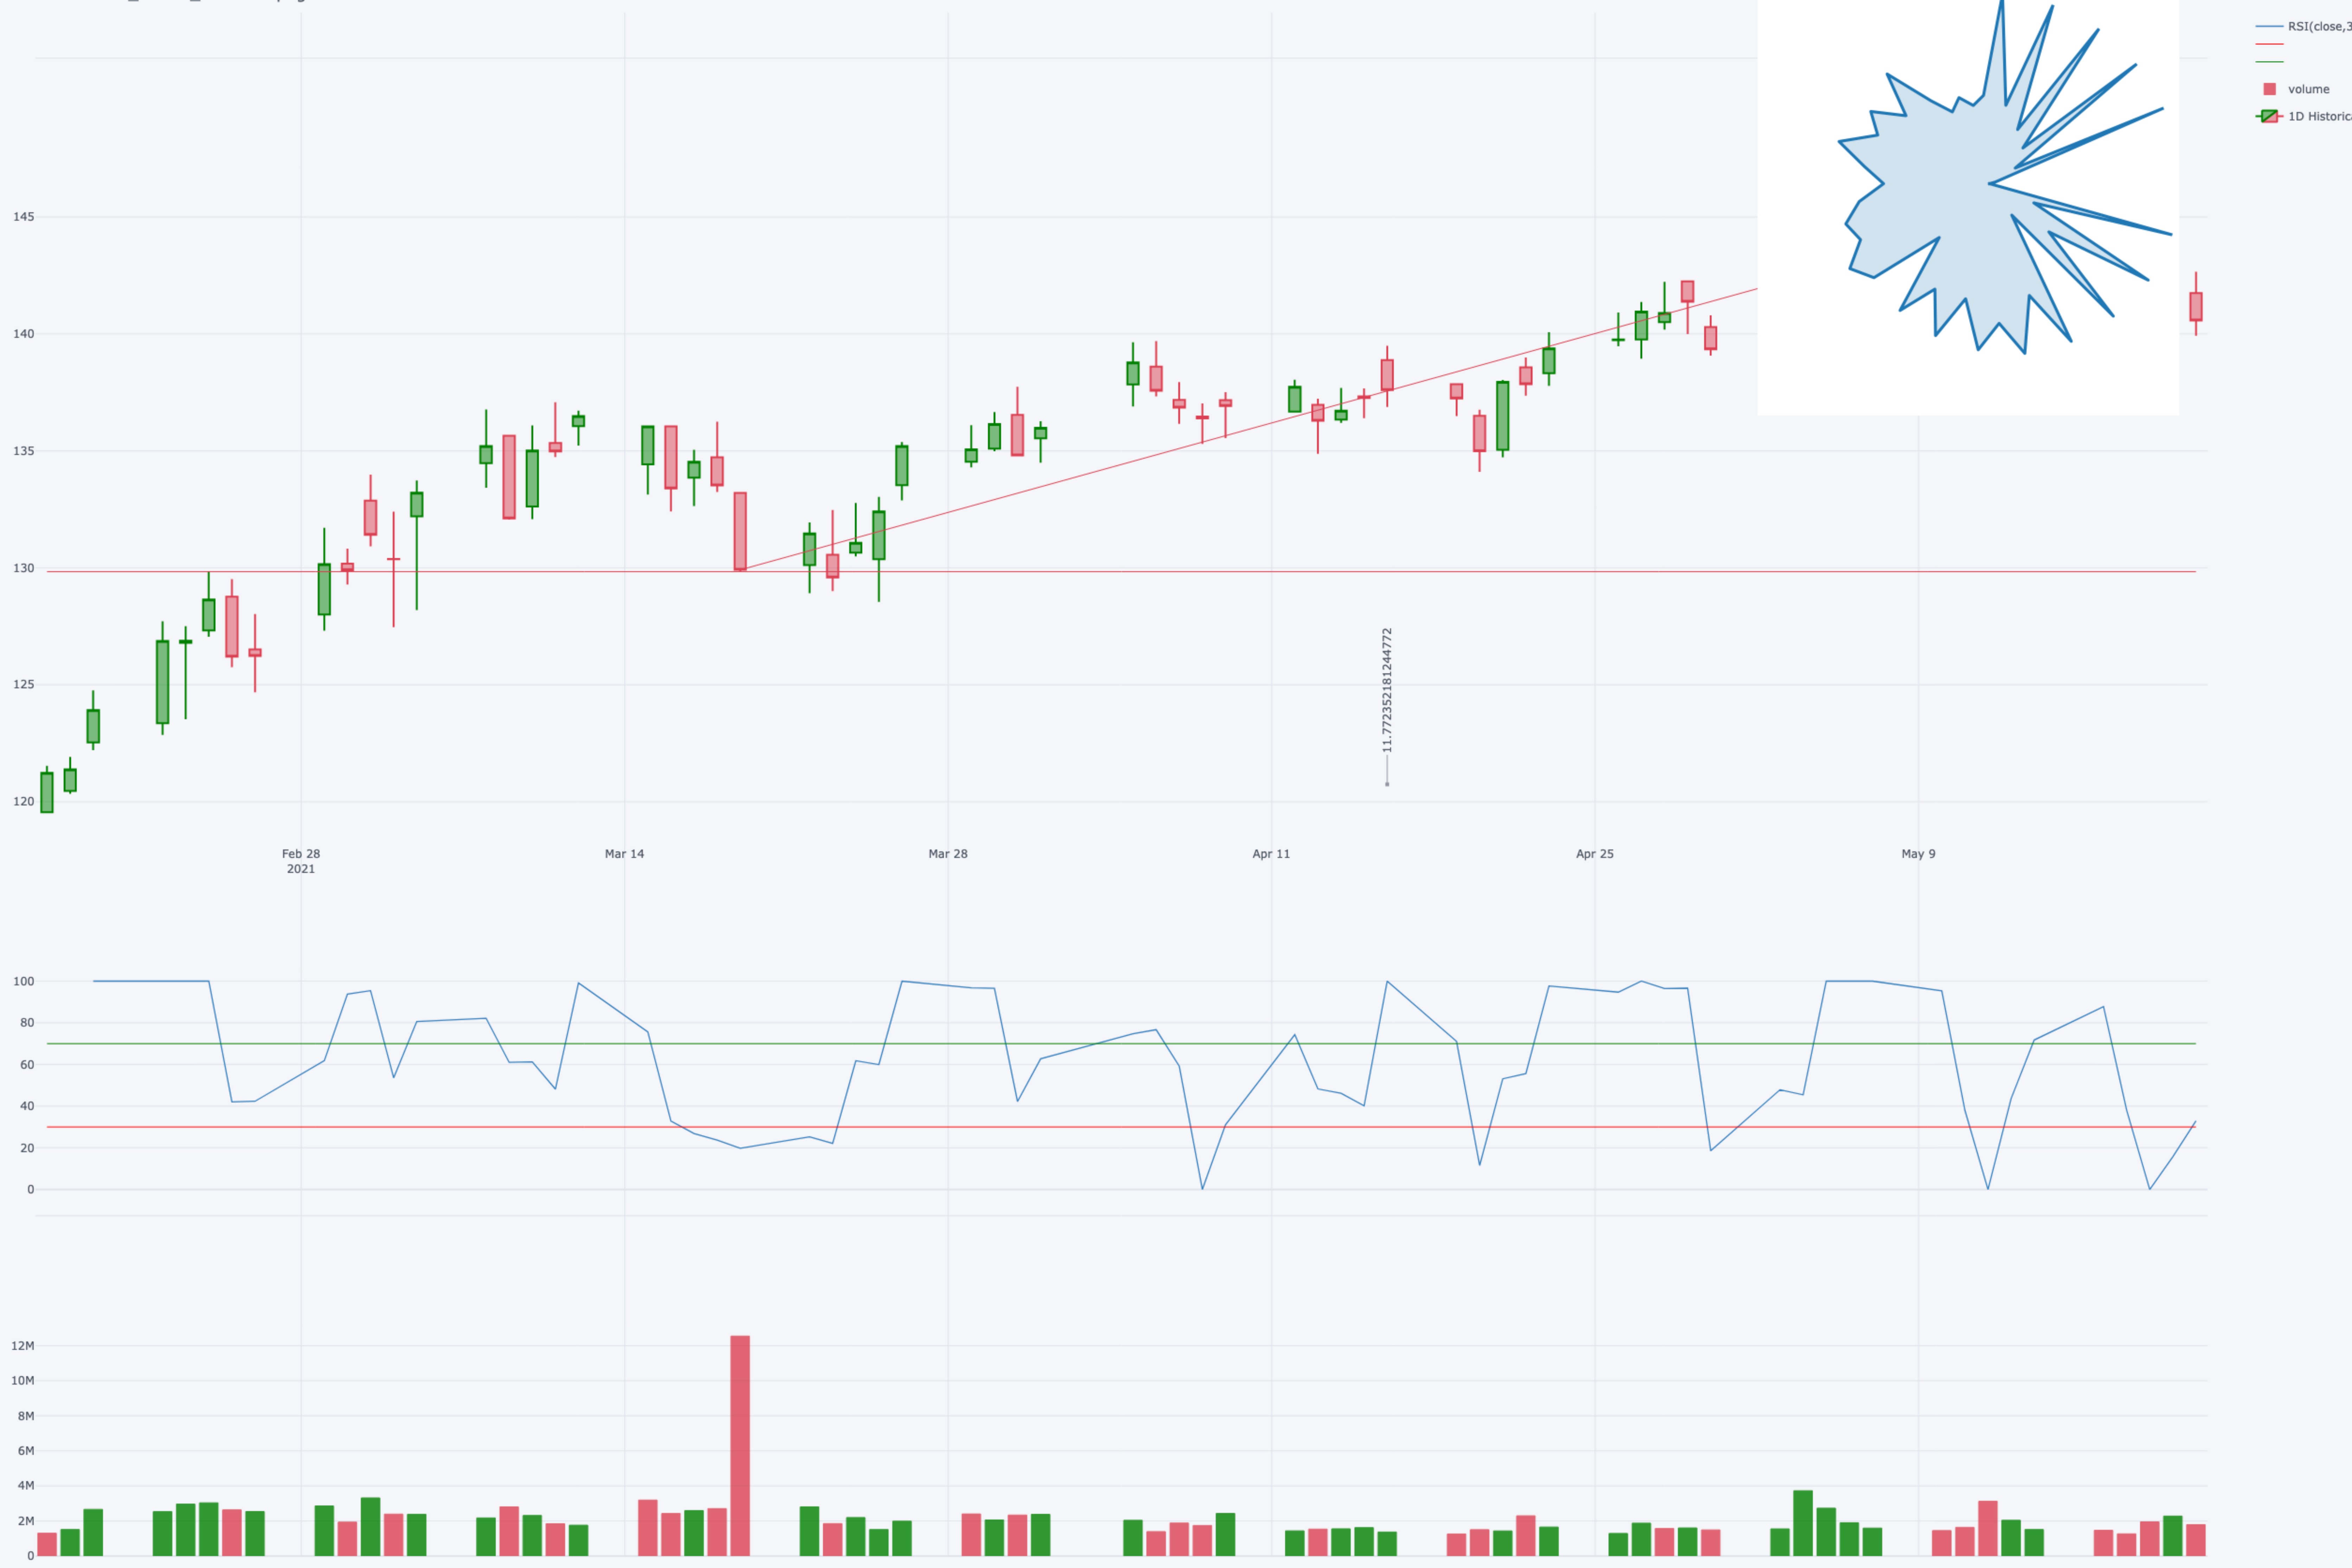 RSI(close,3
volume
1D Historic
145
140
135
130
125
120
11.772352181244772
Feb 28
2021
Mar 14
Mar 28
Apr 11
Apr 25
May 9
100
80
60
40
20
0
12M
10M
8M
6M
4M
2M
0